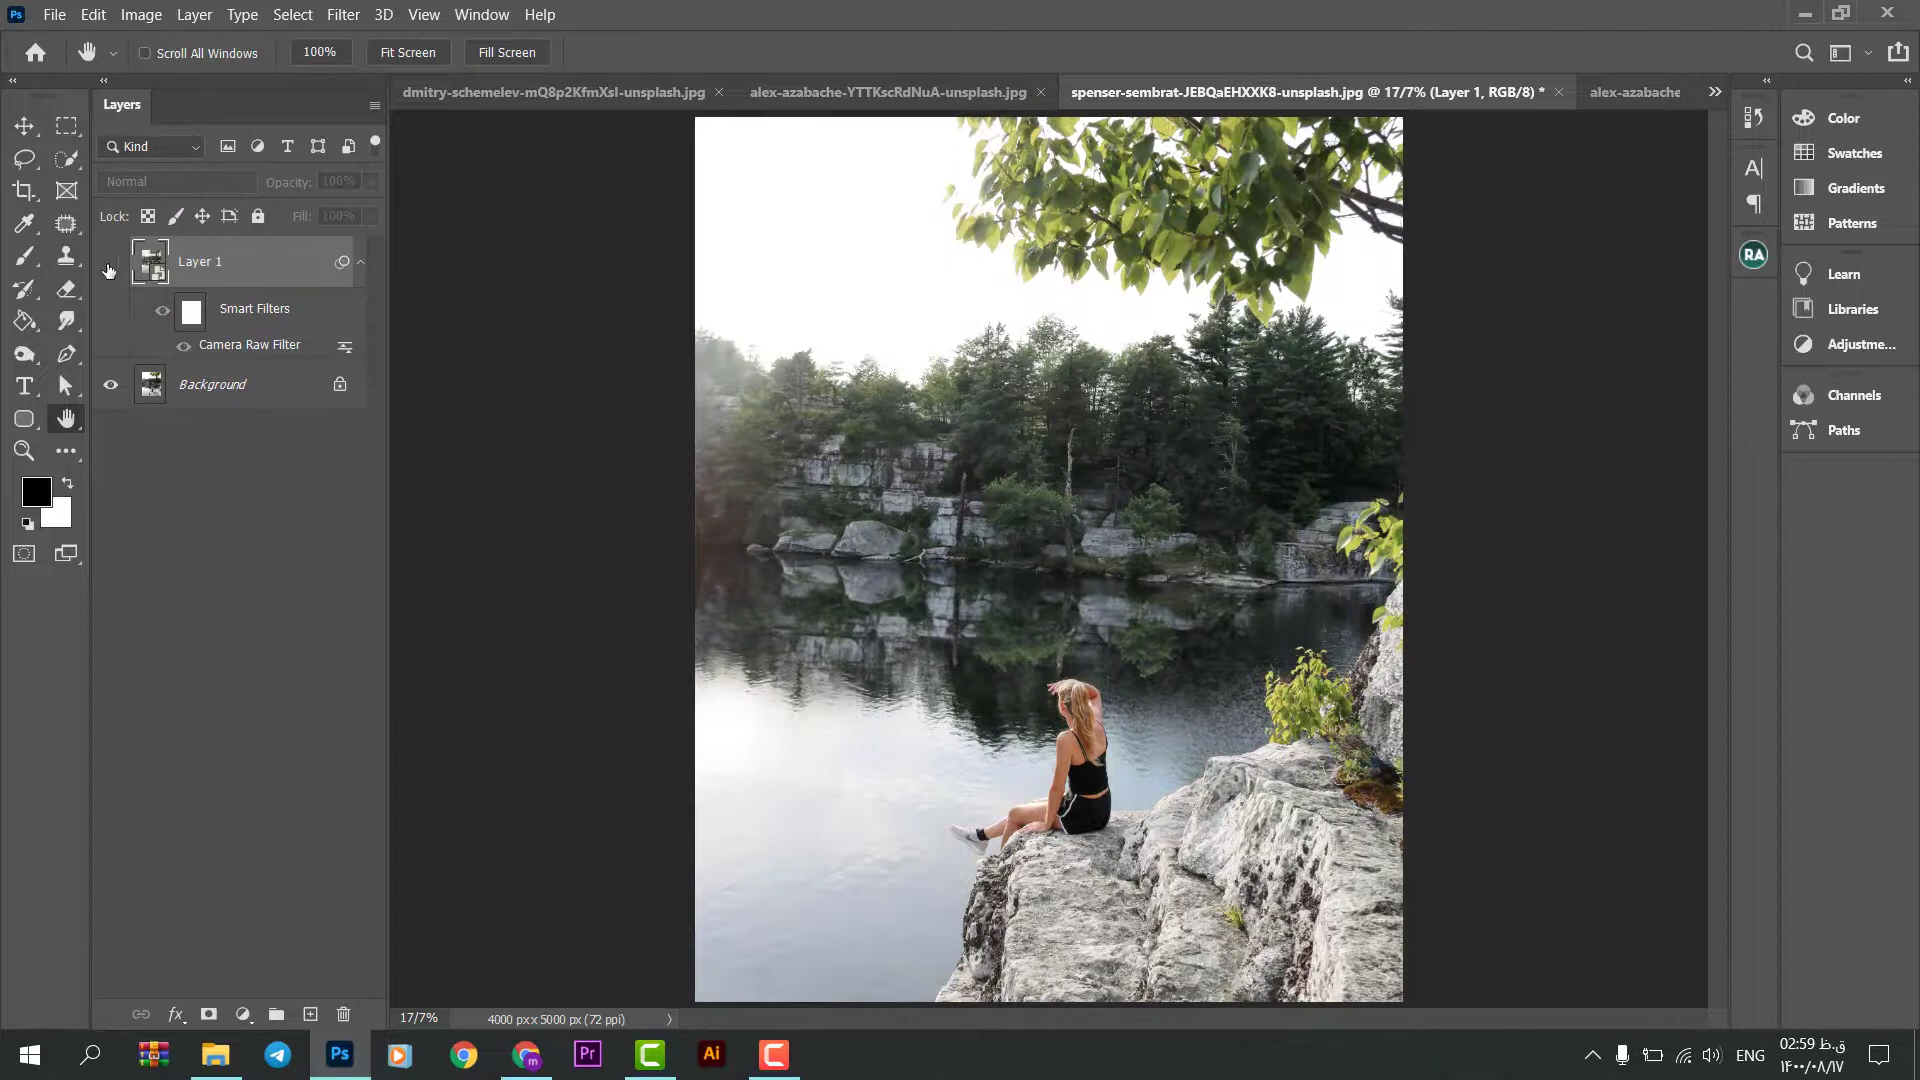 Ps File Edit Image Layer Type Select Filter 3D View Window Help
Scroll All Windows 100% Fit Screen Fill Screen
Layers
dmitry-schemelev-mQ8p2KfmXsI-unsplash.jpg
alex-azabache-YTTKscRdNuA-unsplash.jpg
spenser-sembrat-JEBQaEHXXK8-unsplash.jpg @ 17/7% (Layer 1, RGB/8) *
alex-azabache
Kind
Normal Opacity: 100%
Lock: Fill: 100%
Layer 1
Smart Filters
Camera Raw Filter
Background
fx
17/7% 4000 px x 5000 px (72 ppi)
RA
Color
Swatches
Gradients
Patterns
Learn
Libraries
Adjustme...
Channels
Paths
Ps
m
Pr
Ai
ENG
02:59 ق.ظ
۱۴۰۰/۰۸/۱۷